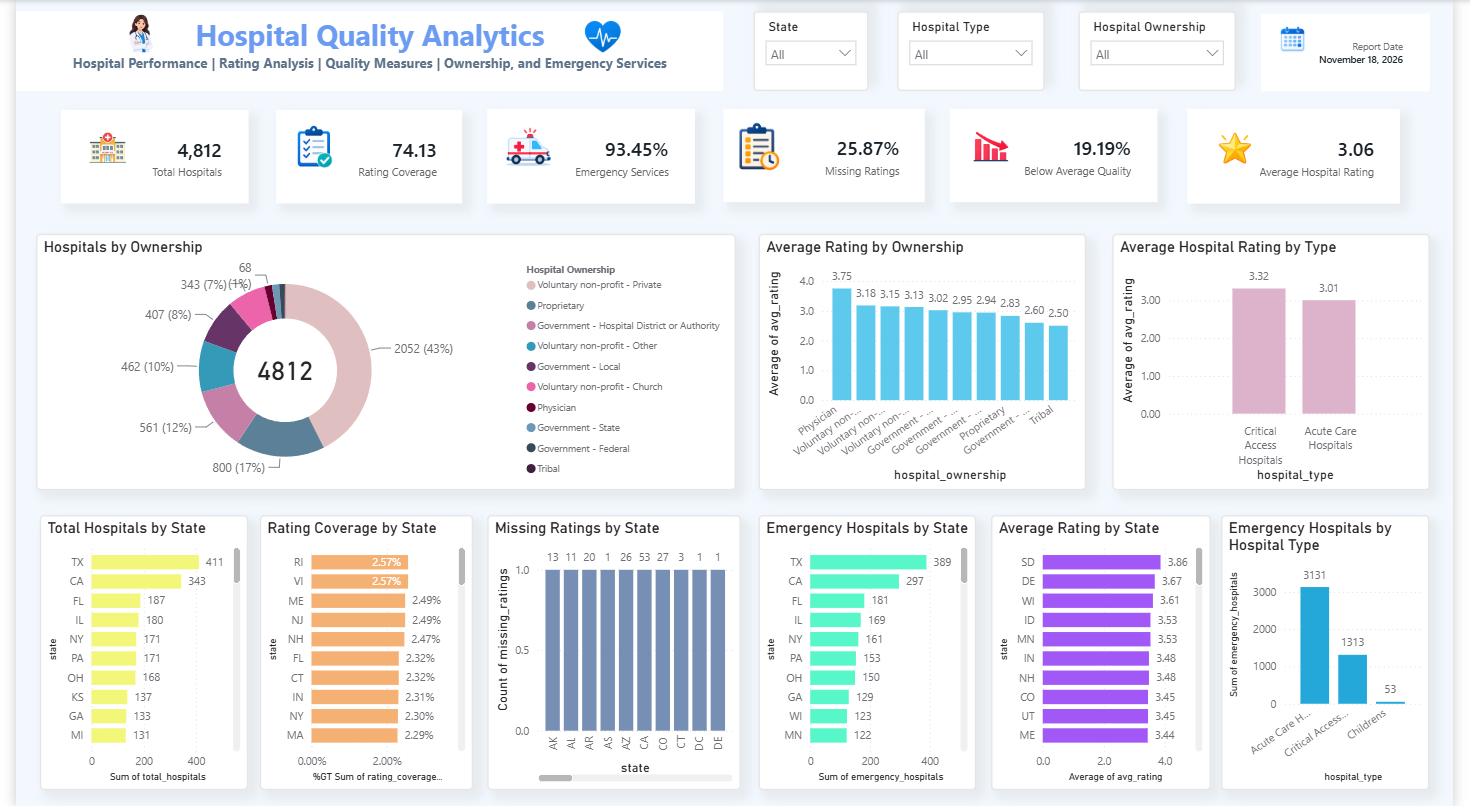 Hospital Quality Analytics
Hospital Performance | Rating Analysis | Quality Measures | Ownership, and Emergency Services
State
All
Hospital Type
All
Hospital Ownership
All
Report Date
November 18, 2026
4,812
Total Hospitals
74.13
Rating Coverage
93.45%
Emergency Services
25.87%
Missing Ratings
19.19%
Below Average Quality
3.06
Average Hospital Rating
Hospitals by Ownership
68
(1%)
343 (7%)
407 (8%)
462 (10%)
561 (12%)
800 (17%)
2052 (43%)
4812
Hospital Ownership
Voluntary non-profit - Private
Proprietary
Government - Hospital District or Authority
Voluntary non-profit - Other
Government - Local
Voluntary non-profit - Church
Physician
Government - State
Government - Federal
Tribal
Average Rating by Ownership
Average of avg_rating
4.0
3.0
2.0
1.0
0.0
3.75
3.18
3.15
3.13
3.02
2.95
2.94
2.83
2.60
2.50
Physician
Voluntary non-...
Voluntary non-...
Voluntary non-...
Government - ...
Government - ...
Government - ...
Proprietary
Government - ...
Tribal
hospital_ownership
Average Hospital Rating by Type
Average of avg_rating
3.00
2.00
1.00
0.00
3.32
3.01
Critical
Access
Hospitals
Acute Care
Hospitals
hospital_type
Total Hospitals by State
state
TX 411
CA 343
FL 187
IL 180
NY 171
PA 171
OH 168
KS 137
GA 133
MI 131
0 200 400
Sum of total_hospitals
Rating Coverage by State
state
RI 2.57%
VI 2.57%
ME 2.49%
NJ 2.49%
NH 2.47%
FL 2.32%
CT 2.32%
IN 2.31%
NY 2.30%
MA 2.29%
0.00% 2.00%
%GT Sum of rating_coverage...
Missing Ratings by State
Count of missing_ratings
13 11 20 1 26 53 27 3 1 1
1.0
0.5
0.0
AK AL AR AS AZ CA CO CT DC DE
state
Emergency Hospitals by State
state
TX 389
CA 297
FL 181
IL 169
NY 161
PA 153
OH 150
GA 129
WI 123
MN 122
0 200 400
Sum of emergency_hospitals
Average Rating by State
state
SD 3.86
DE 3.67
WI 3.61
ID 3.53
MN 3.53
IN 3.48
NH 3.48
CO 3.45
UT 3.45
ME 3.44
0.0 2.0 4.0
Average of avg_rating
Emergency Hospitals by
Hospital Type
Sum of emergency_hospitals
3000
2000
1000
0
3131
1313
53
Acute Care H...
Critical Access...
Childrens
hospital_type